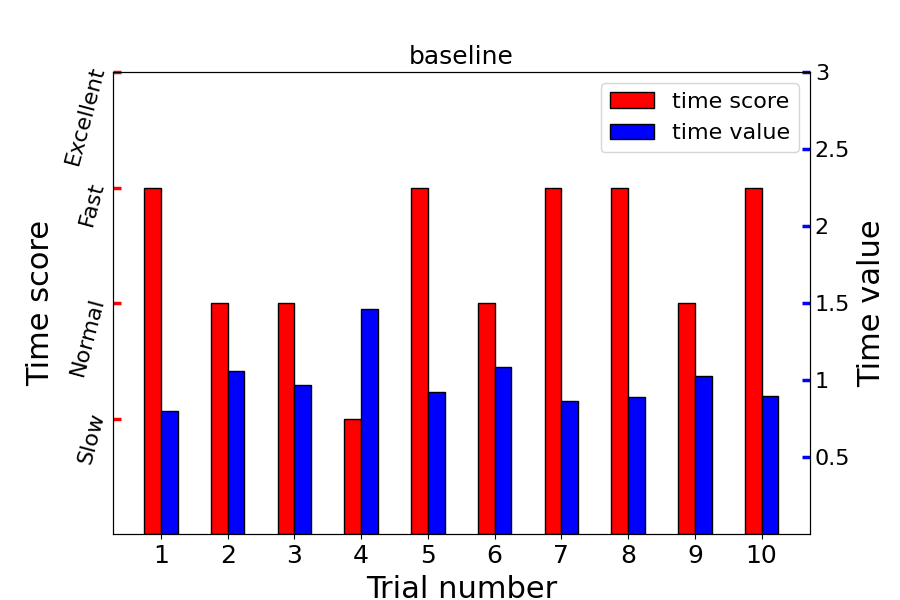 baseline
time score
time value
Time score
Excellent
Fast
Normal
Slow
3
2.5
2
1.5
1
0.5
Time value
1 2 3 4 5 6 7 8 9 10
Trial number